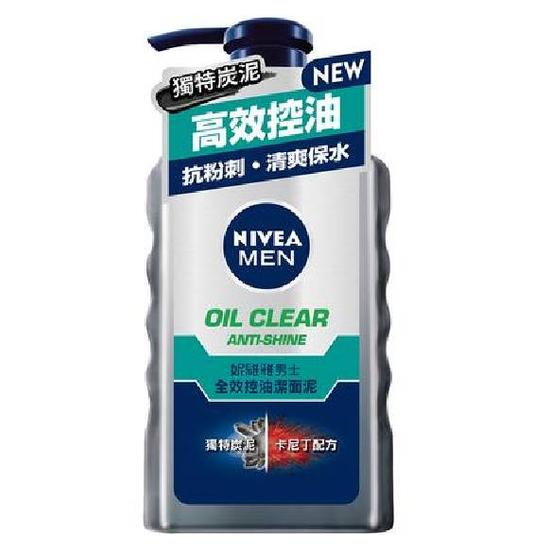 獨特炭泥
NEW
高效控油
抗粉刺・清爽保水
NIVEA
MEN
OIL CLEAR
ANTI-SHINE
妮維雅男士
全效控油潔面泥
獨特炭泥
卡尼丁配方